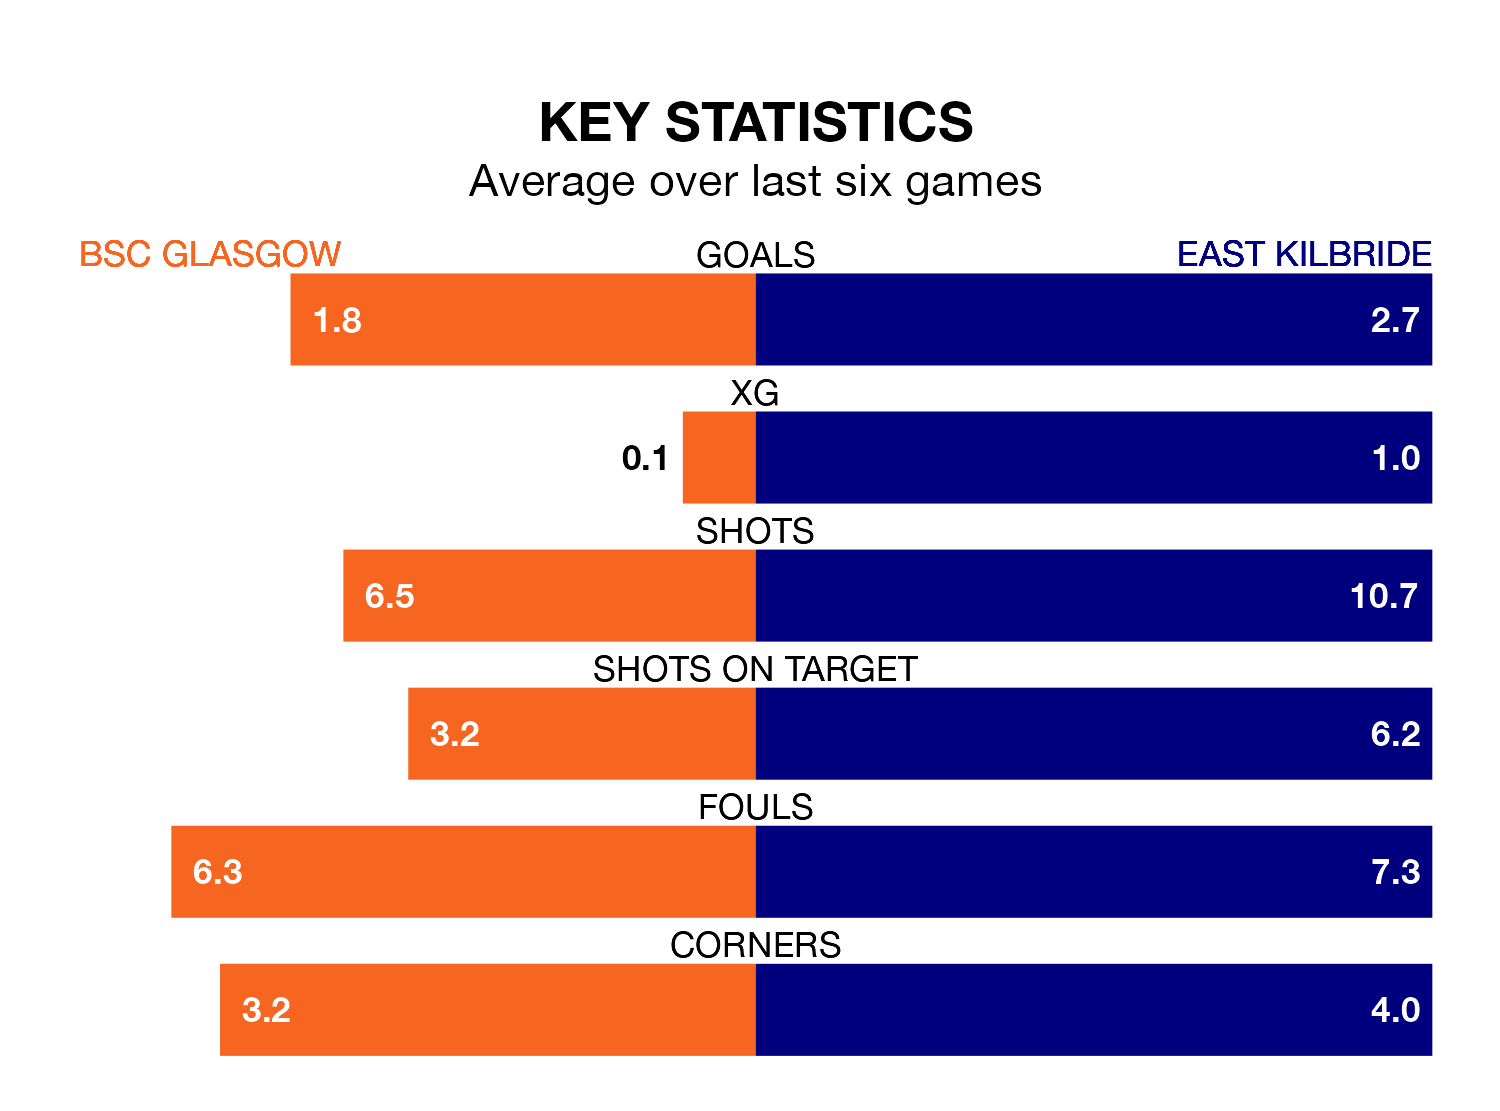 KEY STATISTICS
Average over last six games
BSC GLASGOW GOALS EAST KILBRIDE
1.8 2.7
XG
0.1 1.0
SHOTS
6.5 10.7
SHOTS ON TARGET
3.2 6.2
FOULS
6.3 7.3
CORNERS
3.2 4.0